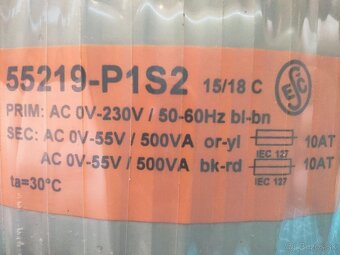 55219-P1S2 15/18 C ESC
PRIM: AC 0V-230V / 50-60Hz bl-bn
SEC: AC 0V-55V / 500VA or-yl IEC 127 10AT
AC 0V-55V / 500VA bk-rd IEC 127 10AT
ta=30°C